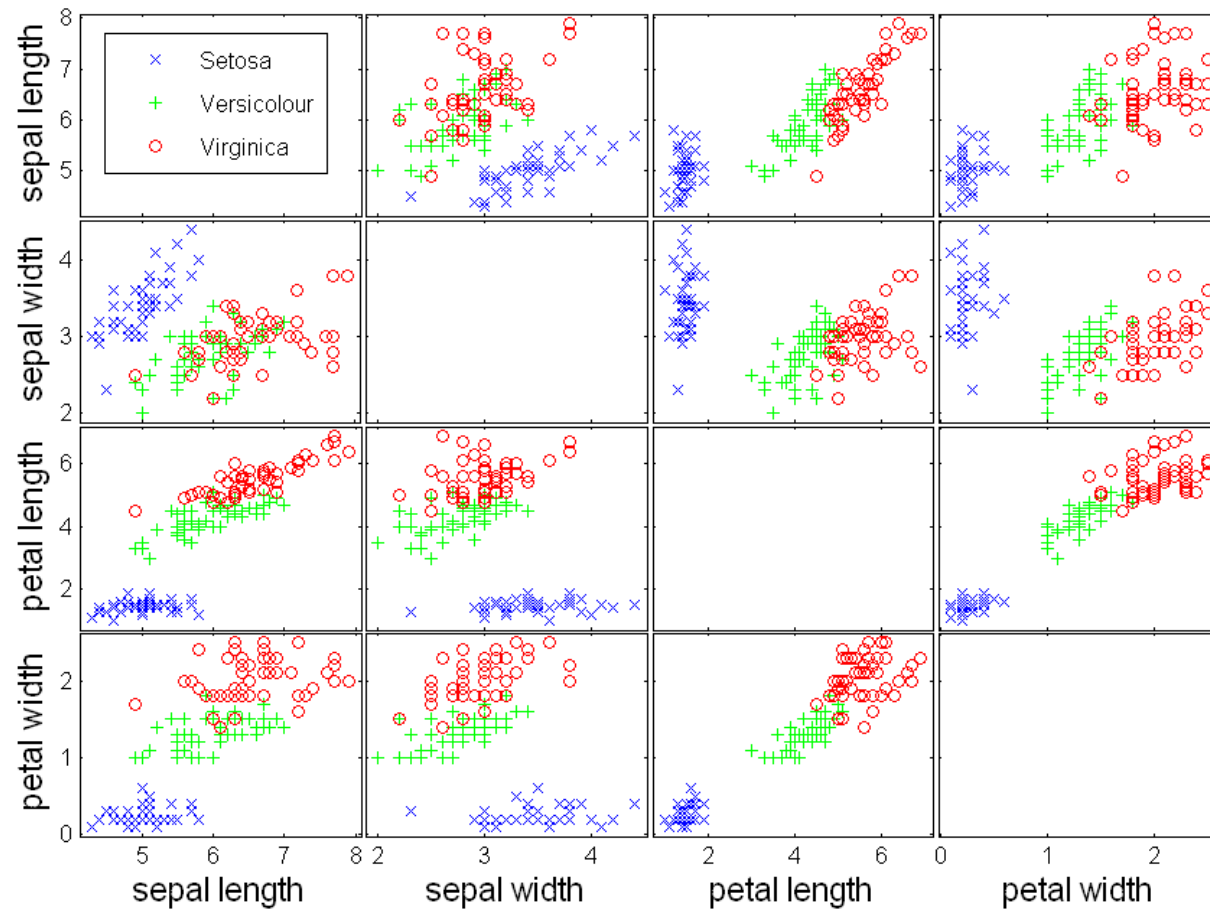 8
Setosa
7
Versicolour
6
Virginica
5
sepal length
4
3
2
sepal width
6
4
2
petal length
2
1
0
petal width
5 6 7 8 2 3 4 2 4 6 0 1 2
sepal length sepal width petal length petal width